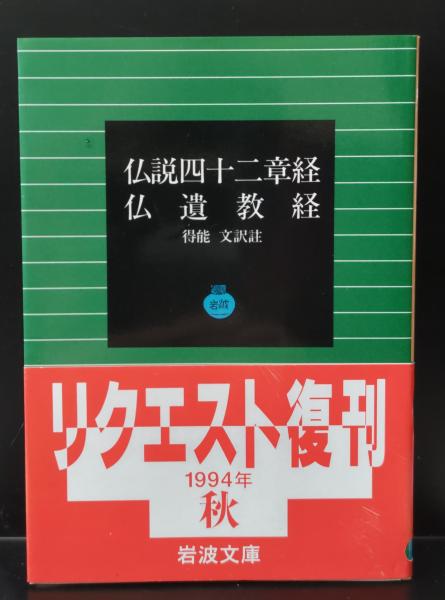 仏説四十二章経
仏遺教経
得能 文訳註
岩波
リクエスト復刊
1994年
秋
岩波文庫